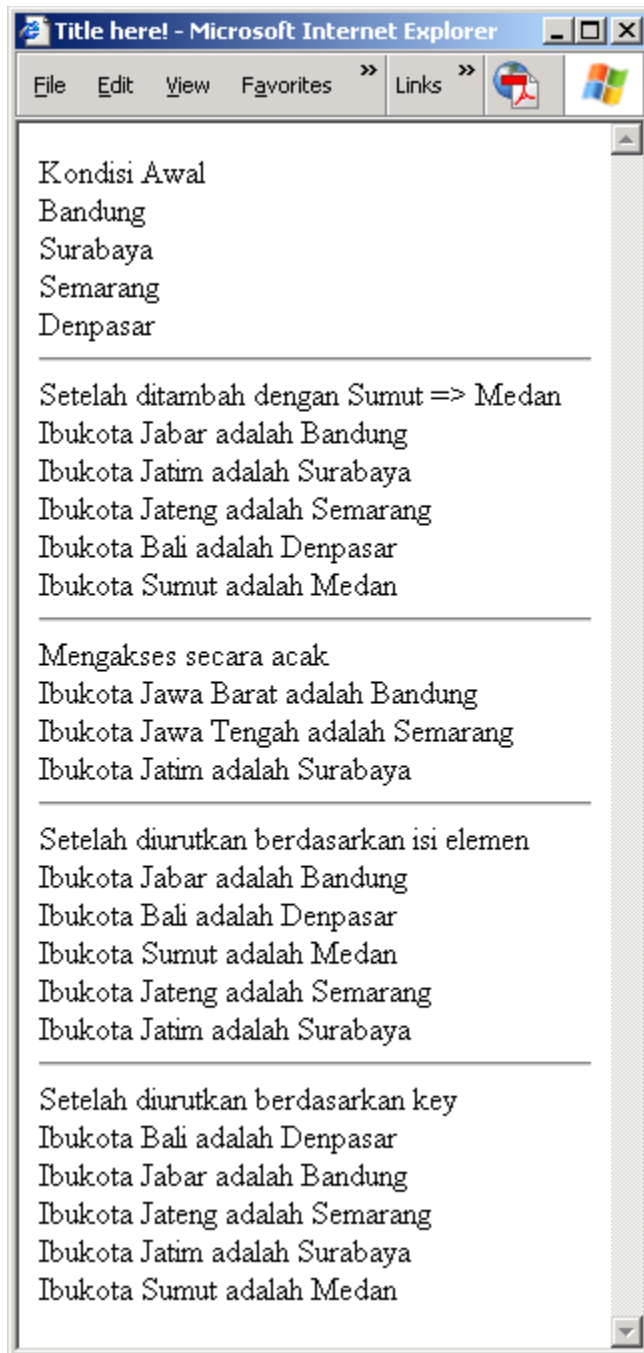 Title here! - Microsoft Internet Explorer
File Edit View Favorites » Links »
Kondisi Awal
Bandung
Surabaya
Semarang
Denpasar
Setelah ditambah dengan Sumut => Medan
Ibukota Jabar adalah Bandung
Ibukota Jatim adalah Surabaya
Ibukota Jateng adalah Semarang
Ibukota Bali adalah Denpasar
Ibukota Sumut adalah Medan
Mengakses secara acak
Ibukota Jawa Barat adalah Bandung
Ibukota Jawa Tengah adalah Semarang
Ibukota Jatim adalah Surabaya
Setelah diurutkan berdasarkan isi elemen
Ibukota Jabar adalah Bandung
Ibukota Bali adalah Denpasar
Ibukota Sumut adalah Medan
Ibukota Jateng adalah Semarang
Ibukota Jatim adalah Surabaya
Setelah diurutkan berdasarkan key
Ibukota Bali adalah Denpasar
Ibukota Jabar adalah Bandung
Ibukota Jateng adalah Semarang
Ibukota Jatim adalah Surabaya
Ibukota Sumut adalah Medan